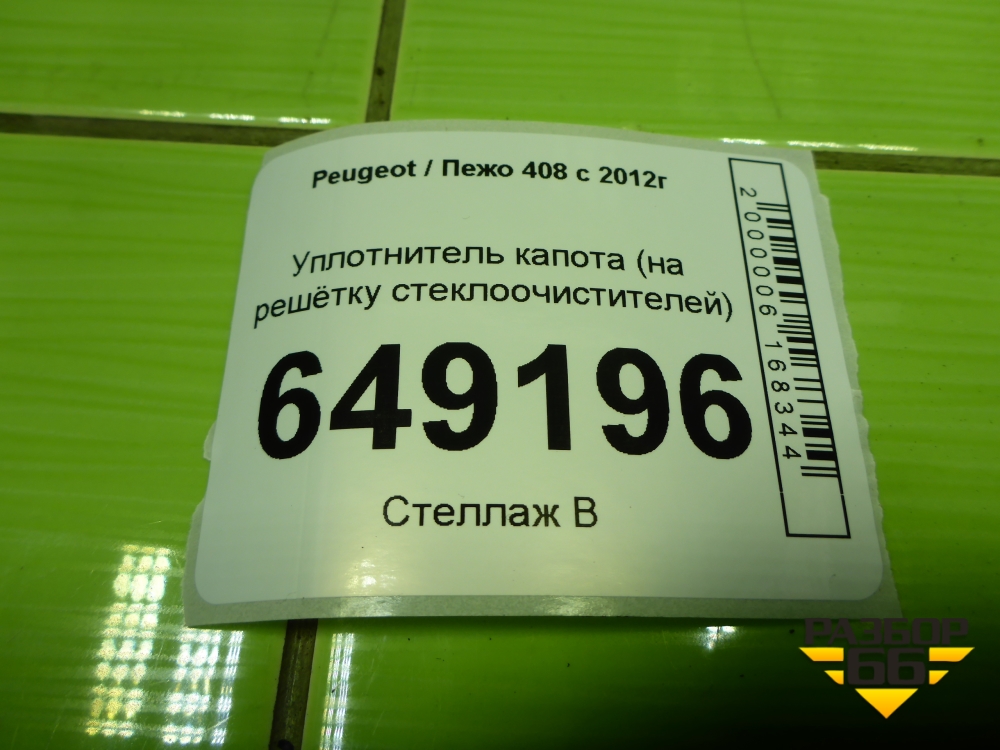 Peugeot / Пежо 408 с 2012г
Уплотнитель капота (на
решётку стеклоочистителей)
649196
Стеллаж В
2000006168344
РАЗБОР
66